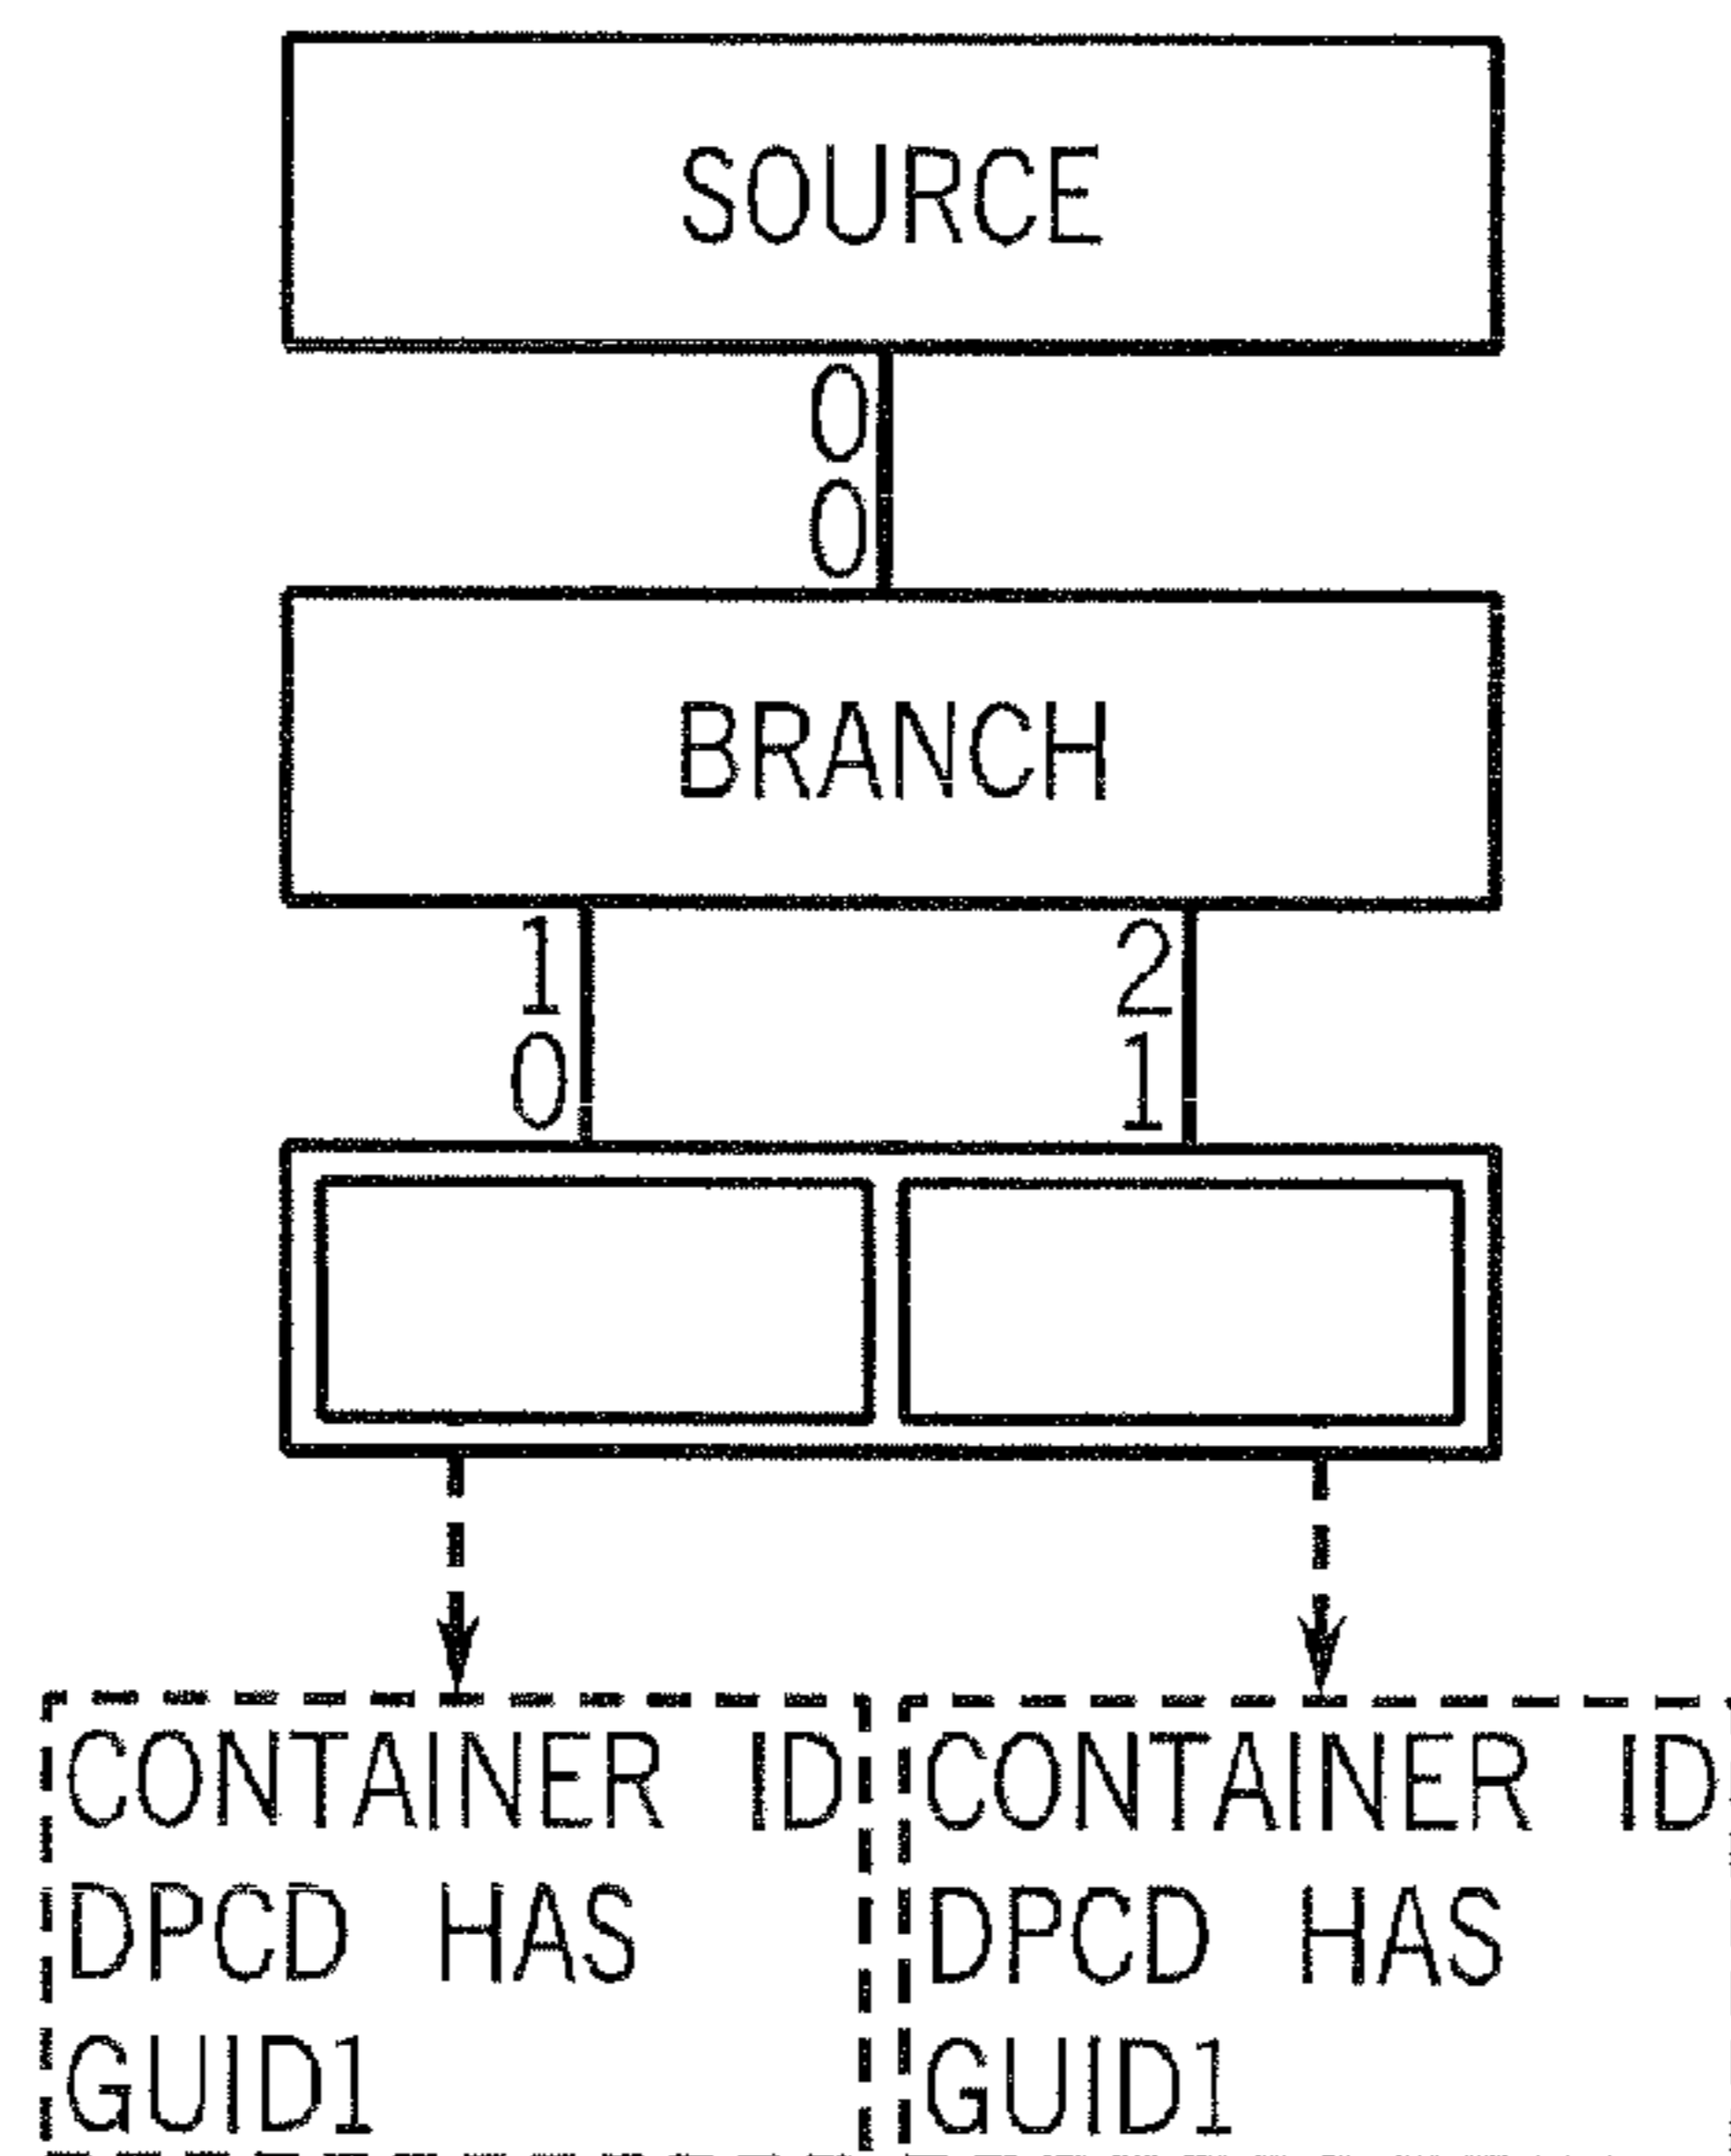 SOURCE
0
0
BRANCH
1 2
0 1
CONTAINER ID
DPCD HAS
GUID1
CONTAINER ID
DPCD HAS
GUID1